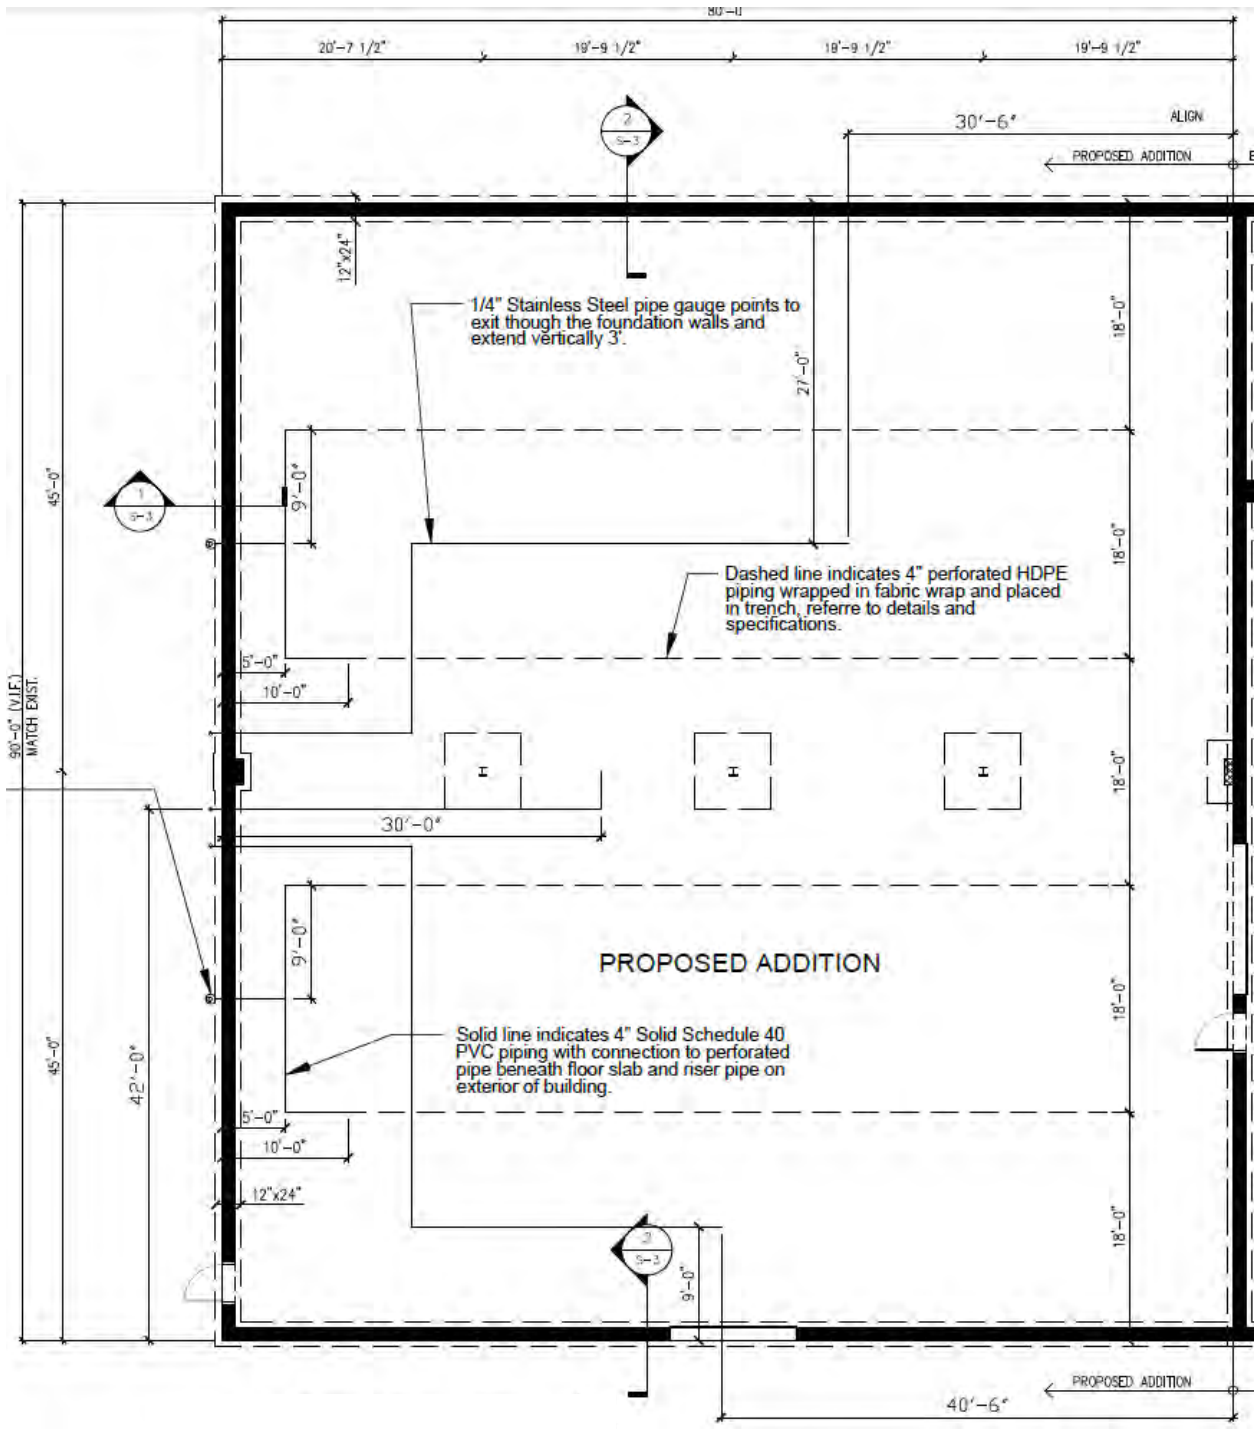 80'-0
20'-7 1/2"
19'-9 1/2"
19'-9 1/2"
19'-9 1/2"
2
S-3
30'-6"
ALIGN
PROPOSED ADDITION
12"x24"
1/4" Stainless Steel pipe gauge points to
exit though the foundation walls and
extend vertically 3'.
27'-0"
18'-0"
45'-0"
1
S-3
9'-0"
18'-0"
Dashed line indicates 4" perforated HDPE
piping wrapped in fabric wrap and placed
in trench, referre to details and
specifications.
5'-0"
10'-0"
90'-0" (V.I.F.)
MATCH EXIST.
H
H
H
18'-0"
30'-0"
9'-0"
PROPOSED ADDITION
18'-0"
Solid line indicates 4" Solid Schedule 40
PVC piping with connection to perforated
pipe beneath floor slab and riser pipe on
exterior of building.
45'-0"
42'-0"
5'-0"
10'-0"
12"x24"
2
S-3
9'-0"
18'-0"
PROPOSED ADDITION
40'-6"